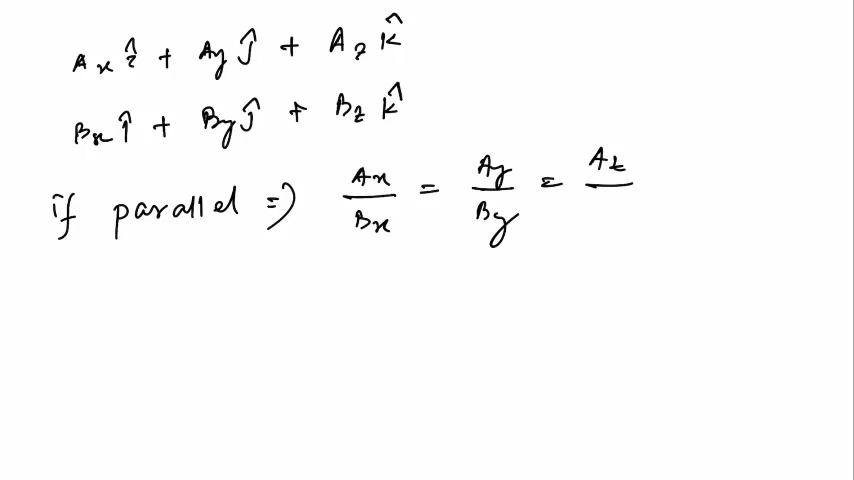 Ax î + Ay ĵ + Az k̂
Bx î + By ĵ + Bz k̂
if parallel => Ax/Bx = Ay/By = Az/